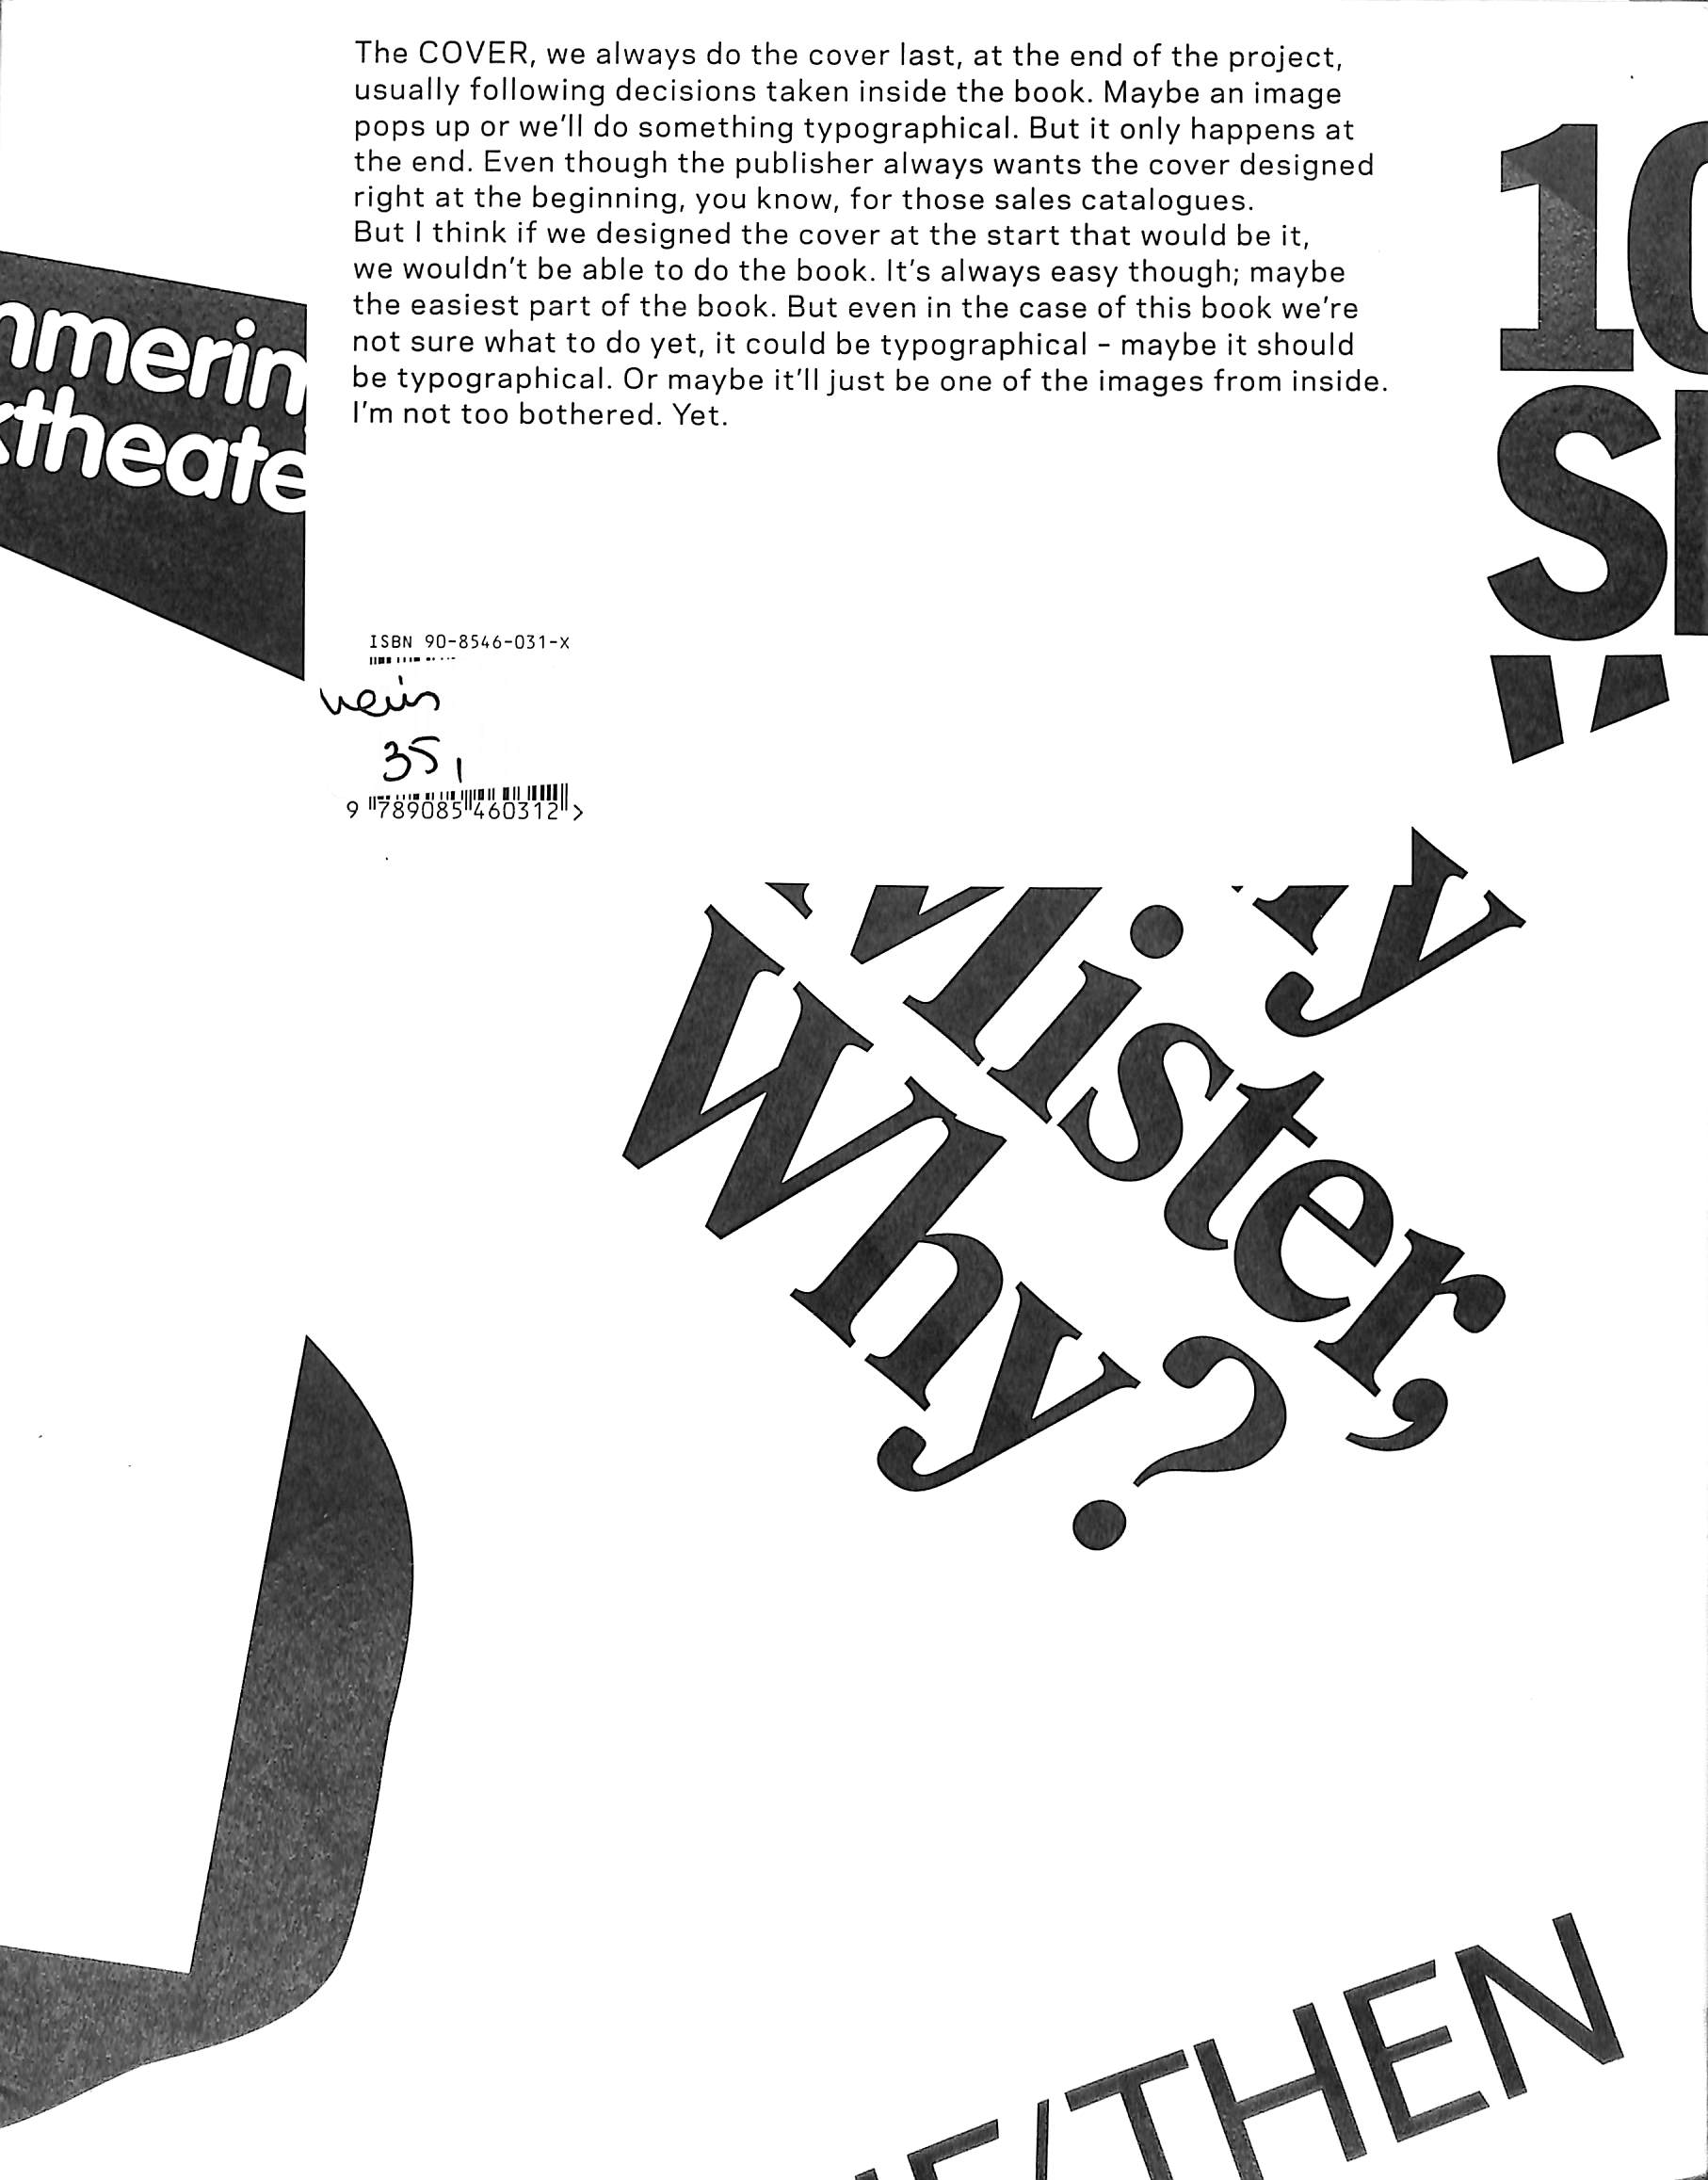 The COVER, we always do the cover last, at the end of the project,
usually following decisions taken inside the book. Maybe an image
pops up or we'll do something typographical. But it only happens at
the end. Even though the publisher always wants the cover designed
right at the beginning, you know, for those sales catalogues.
But I think if we designed the cover at the start that would be it,
we wouldn't be able to do the book. It's always easy though; maybe
the easiest part of the book. But even in the case of this book we're
not sure what to do yet, it could be typographical – maybe it should
be typographical. Or maybe it'll just be one of the images from inside.
I'm not too bothered. Yet.
merin
theate
10
S
ISBN 90-8546-031-X
35,
9 789085 460312 >
y
Mister,
Why?
/THEN